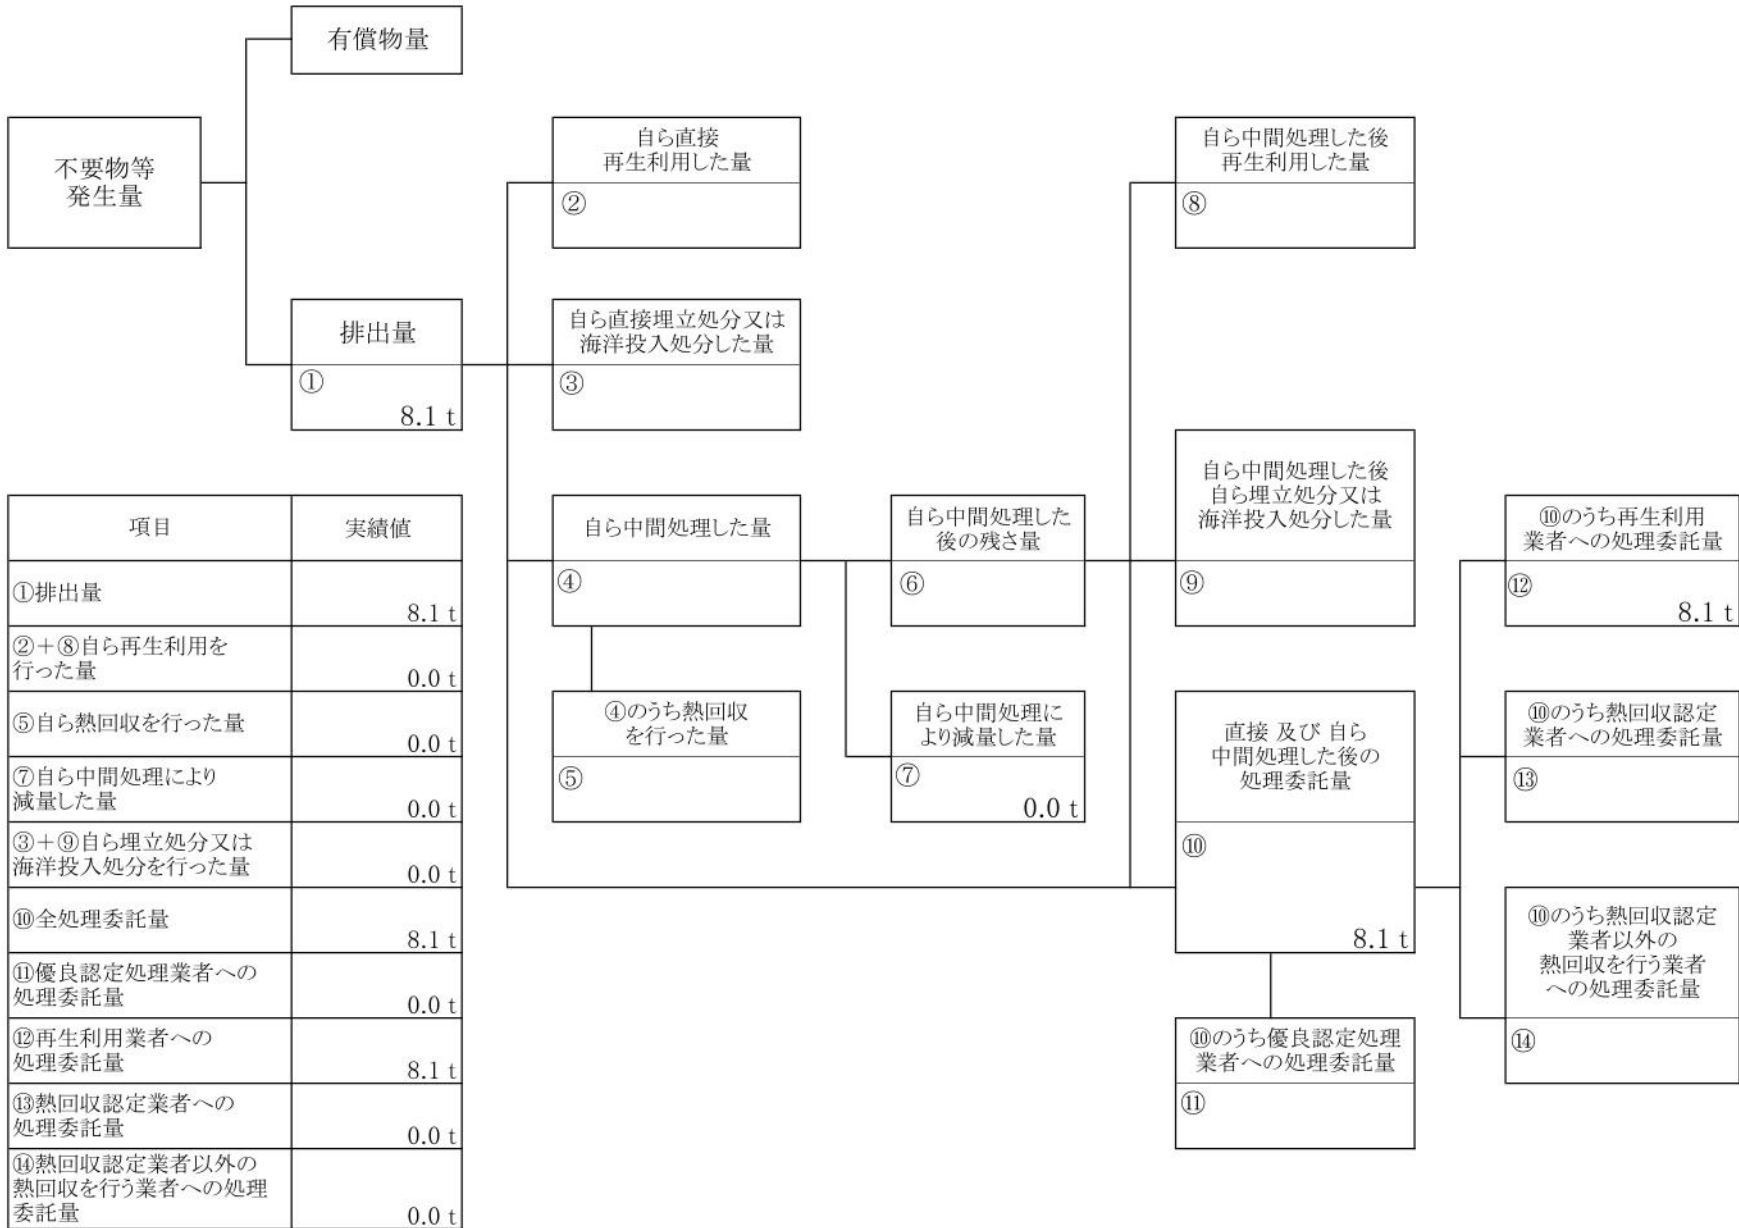 有償物量
不要物等
発生量
自ら直接
再生利用した量
②
自ら中間処理した後
再生利用した量
⑧
排出量
①
8.1 t
自ら直接埋立処分又は
海洋投入処分した量
③
自ら中間処理した量
④
自ら中間処理した
後の残さ量
⑥
自ら中間処理した後
自ら埋立処分又は
海洋投入処分した量
⑨
⑩のうち再生利用
業者への処理委託量
⑫
8.1 t
④のうち熱回収
を行った量
⑤
自ら中間処理に
より減量した量
⑦
0.0 t
直接 及び 自ら
中間処理した後の
処理委託量
⑩
8.1 t
⑩のうち熱回収認定
業者への処理委託量
⑬
⑩のうち熱回収認定
業者以外の
熱回収を行う業者
への処理委託量
⑭
⑩のうち優良認定処理
業者への処理委託量
⑪
項目 実績値
①排出量
8.1 t
②+⑧自ら再生利用を
行った量
0.0 t
⑤自ら熱回収を行った量
0.0 t
⑦自ら中間処理により
減量した量
0.0 t
③+⑨自ら埋立処分又は
海洋投入処分を行った量
0.0 t
⑩全処理委託量
8.1 t
⑪優良認定処理業者への
処理委託量
0.0 t
⑫再生利用業者への
処理委託量
8.1 t
⑬熱回収認定業者への
処理委託量
0.0 t
⑭熱回収認定業者以外の
熱回収を行う業者への処理
委託量
0.0 t